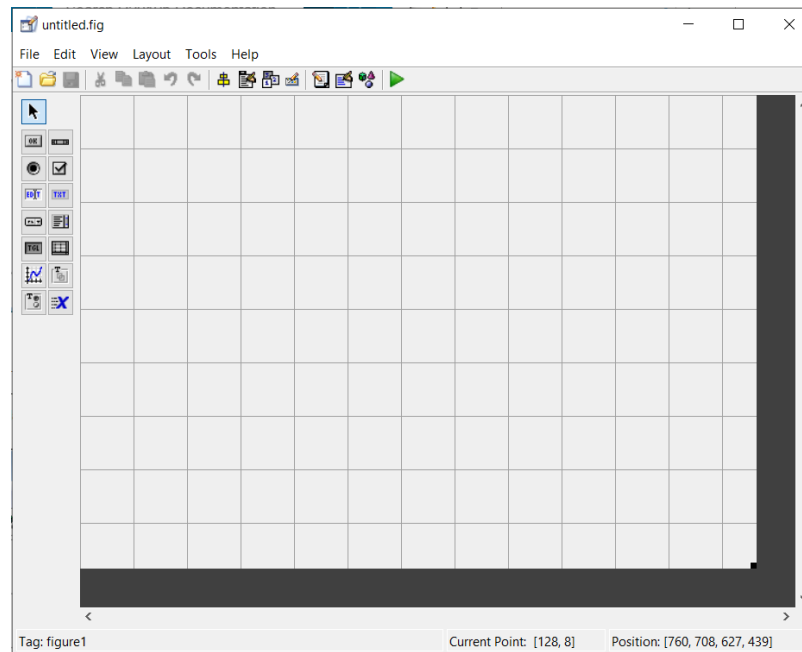 untitled.fig
File Edit View Layout Tools Help
OK
EDIT TXT
TGL
T
T X
Tag: figure1 Current Point: [128, 8] Position: [760, 708, 627, 439]